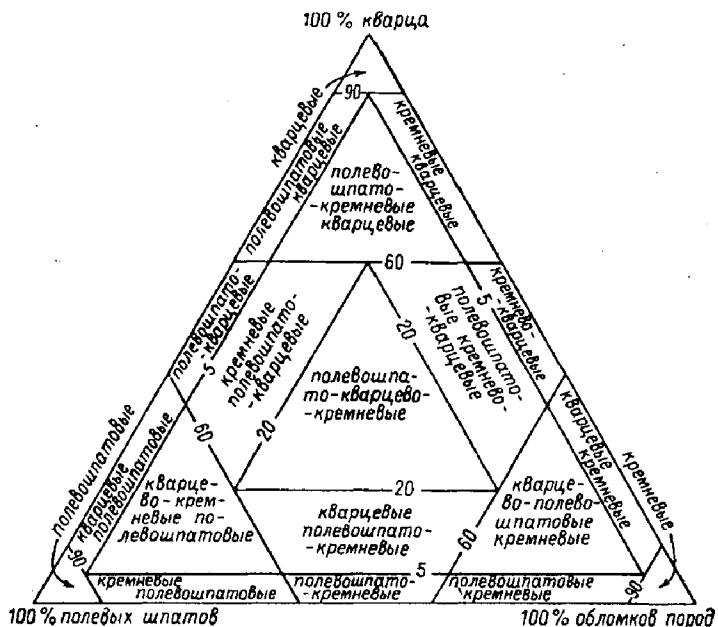 100 % кварца
кварцевые
90
полевошпатовые
кварцевые
кремневые
кварцевые
полево-
шпато-
-кремневые
кварцевые
60
полевошпато-
-кварцевые
5
кремневые
полевошпато-
-кварцевые
20
полевошпато-
вые кремнево-
-кварцевые
5
кремнево-
-кварцевые
полевошпа-
то-кварцево-
-кремневые
60
20
20
60
полевошпатовые
кварцевые
полевошпатовые
кварце-
во-крем-
невые по-
левошпатовые
кварцевые
полевошпато-
-кремневые
кварце-
во-полево-
шпатовые
кремневые
кварцевые
кремневые
кремневые
90
5
90
кремневые
полевошпатовые
полевошпато-
-кремневые
полевошпатовые
кремневые
100 % полевых шпатов
100 % обломков пород